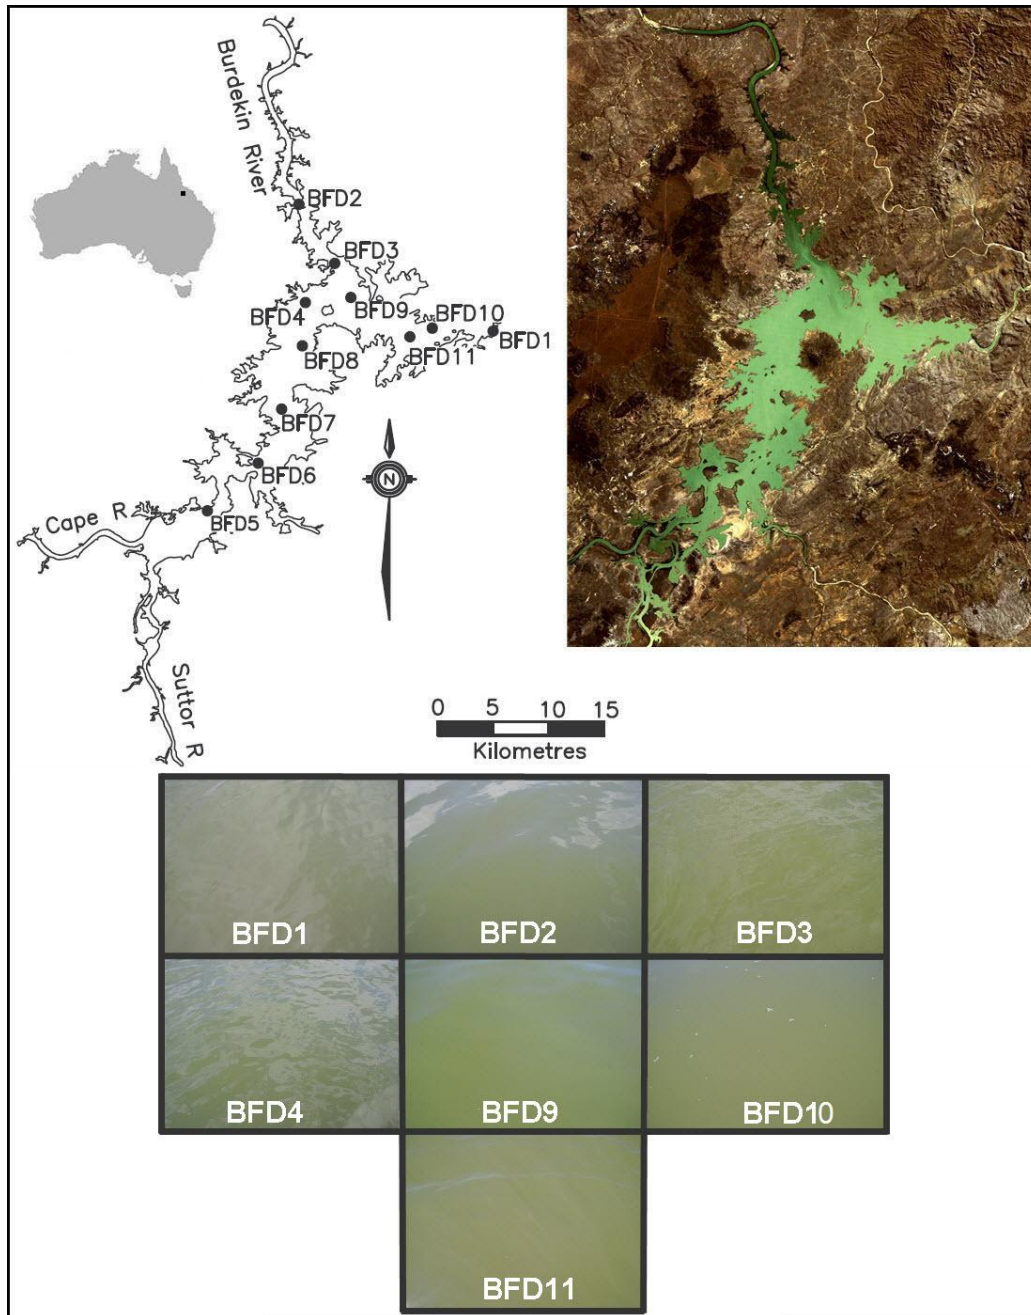 Burdekin River
BFD2
BFD3
BFD9
BFD4
BFD10
BFD1
BFD11
BFD8
BFD7
BFD6
N
BFD5
Cape R
Suttor R
0 5 10 15
Kilometres
BFD1 BFD2 BFD3
BFD4 BFD9 BFD10
BFD11